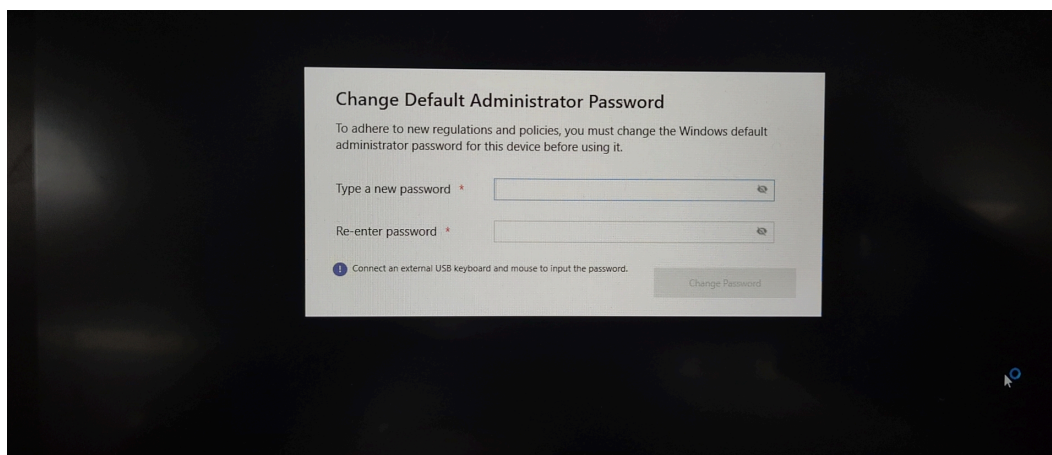 Change Default Administrator Password
To adhere to new regulations and policies, you must change the Windows default
administrator password for this device before using it.
Type a new password *
Re-enter password *
! Connect an external USB keyboard and mouse to input the password.
Change Password